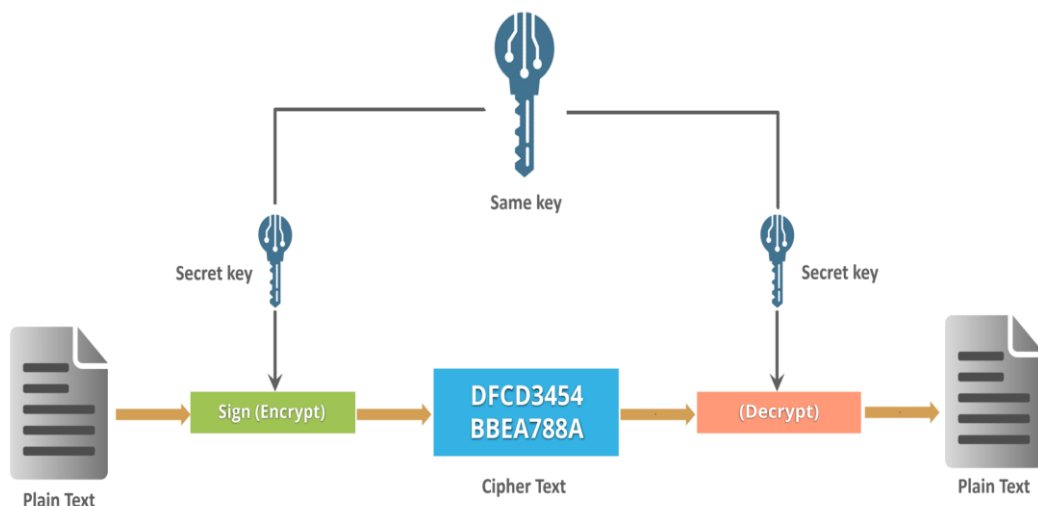 Same key
Secret key
Secret key
Sign (Encrypt)
DFCD3454
BBEA788A
(Decrypt)
Plain Text
Cipher Text
Plain Text